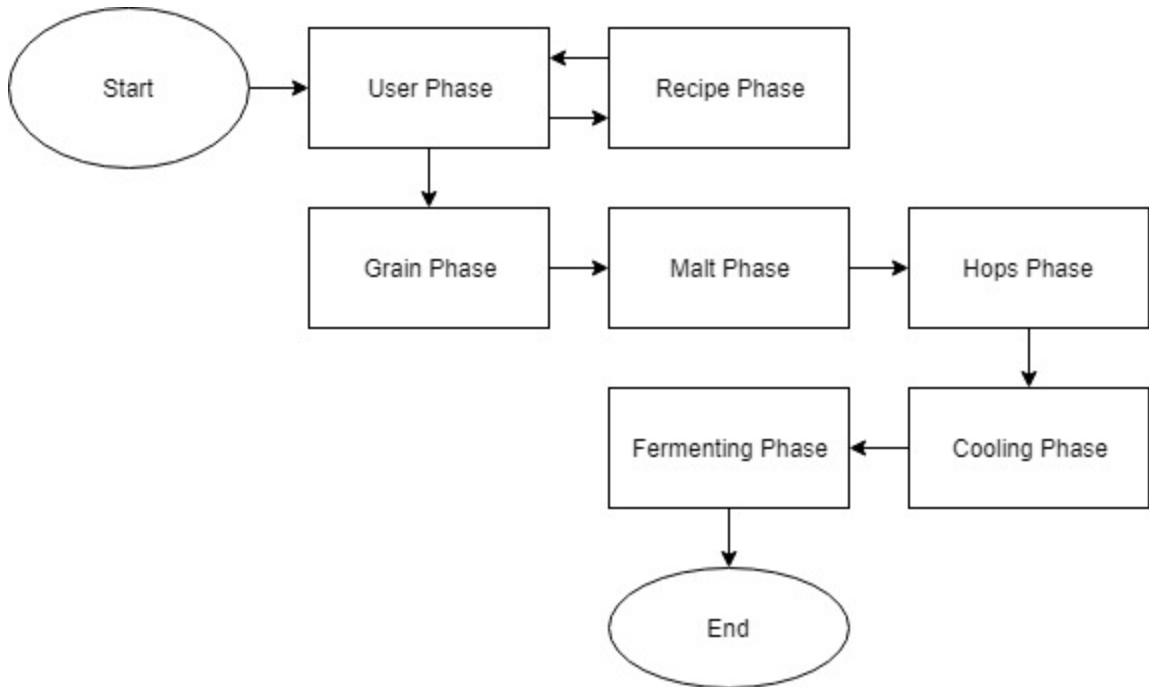 Start
User Phase
Recipe Phase
Grain Phase
Malt Phase
Hops Phase
Fermenting Phase
Cooling Phase
End